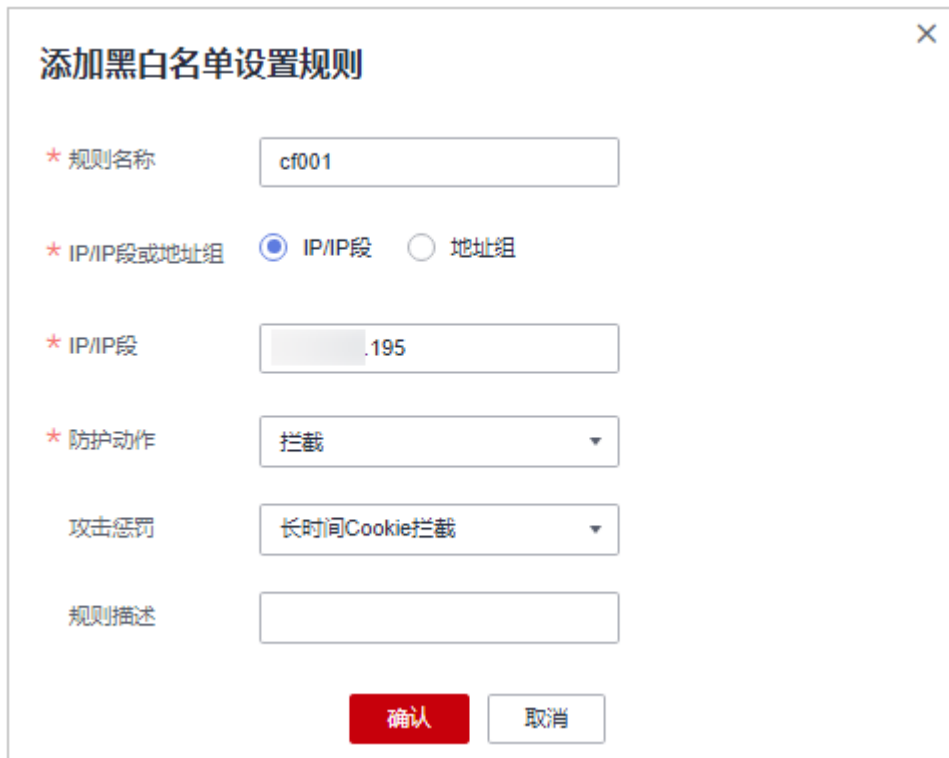 添加黑白名单设置规则
* 规则名称 cf001
* IP/IP段或地址组 IP/IP段 地址组
* IP/IP段 .195
* 防护动作 拦截
攻击惩罚 长时间Cookie拦截
规则描述
确认 取消